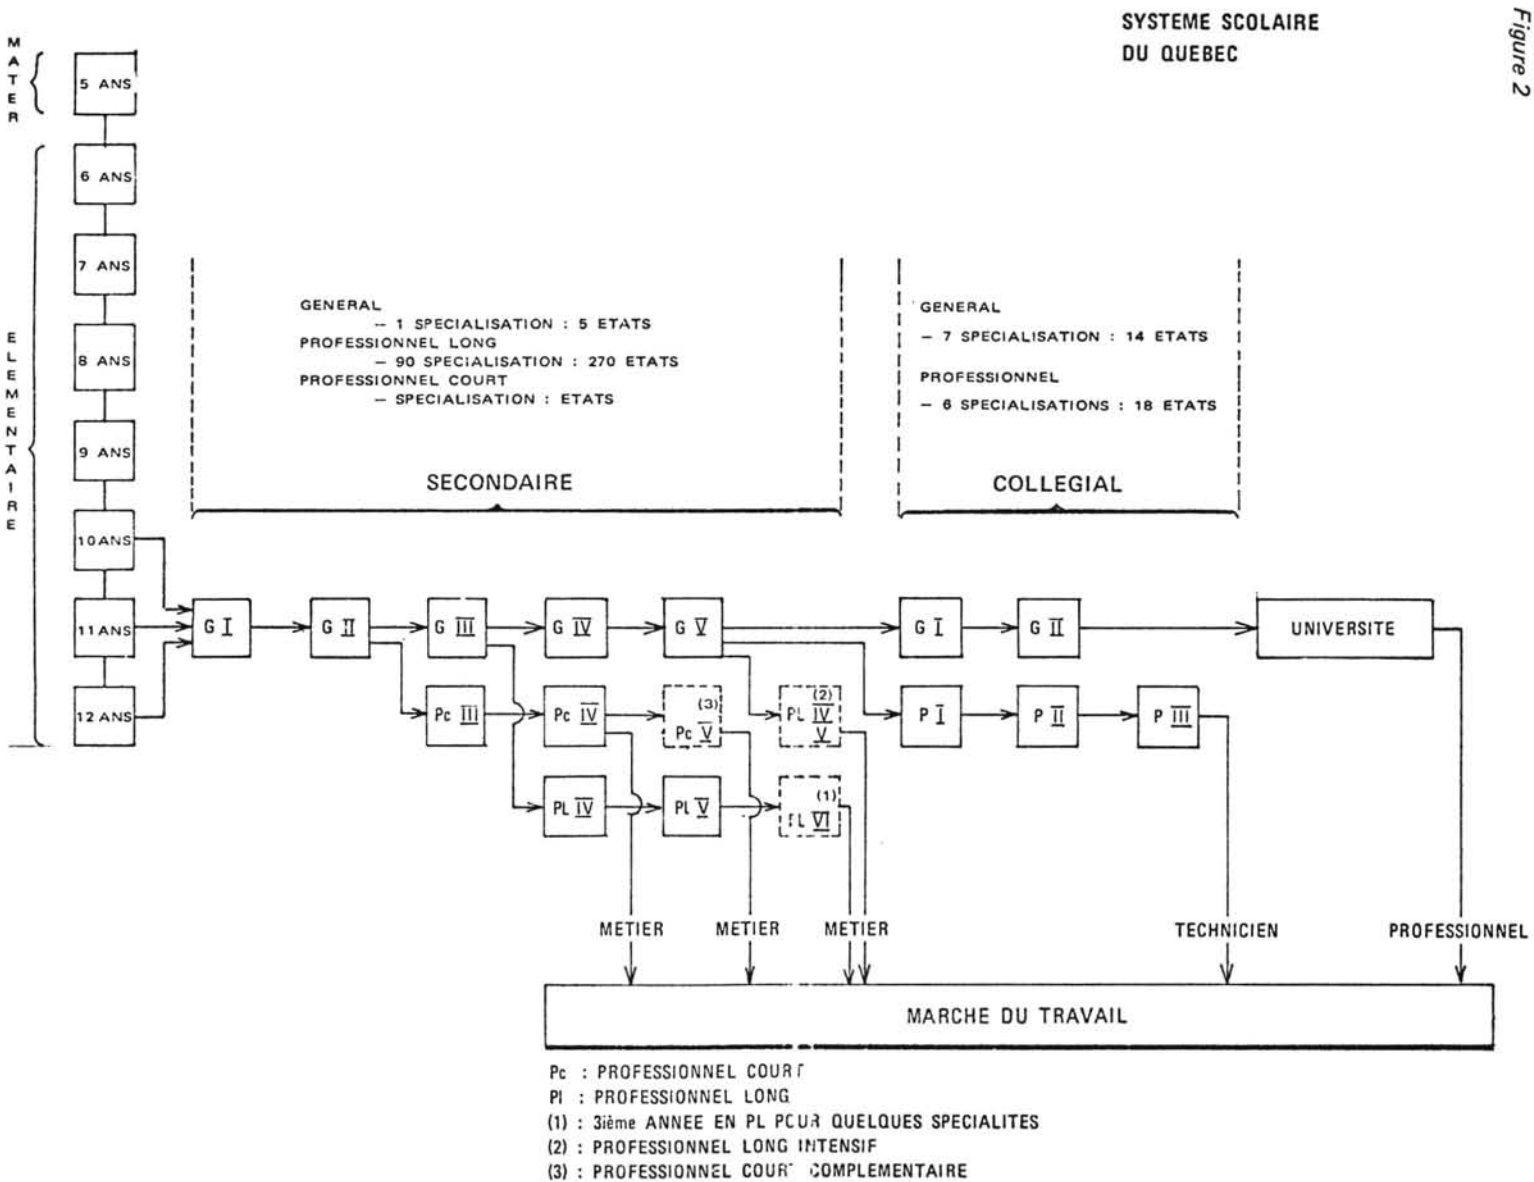 SYSTEME SCOLAIRE
DU QUEBEC
Figure 2
MATER
5 ANS
ELEMENTAIRE
6 ANS
7 ANS
8 ANS
9 ANS
10 ANS
11 ANS
12 ANS
GENERAL
– 1 SPECIALISATION : 5 ETATS
PROFESSIONNEL LONG
– 90 SPECIALISATION : 270 ETATS
PROFESSIONNEL COURT
– SPECIALISATION : ETATS
SECONDAIRE
GENERAL
– 7 SPECIALISATION : 14 ETATS
PROFESSIONNEL
– 6 SPECIALISATIONS : 18 ETATS
COLLEGIAL
G I
G II
G III
G IV
G V
G I
G II
UNIVERSITE
Pc III
Pc IV
(3)
Pc V
(2)
PL IV
V
P I
P II
P III
PL IV
PL V
(1)
PL VI
METIER
METIER
METIER
TECHNICIEN
PROFESSIONNEL
MARCHE DU TRAVAIL
Pc : PROFESSIONNEL COURT
Pl : PROFESSIONNEL LONG
(1) : 3ième ANNEE EN PL POUR QUELQUES SPECIALITES
(2) : PROFESSIONNEL LONG INTENSIF
(3) : PROFESSIONNEL COURT COMPLEMENTAIRE